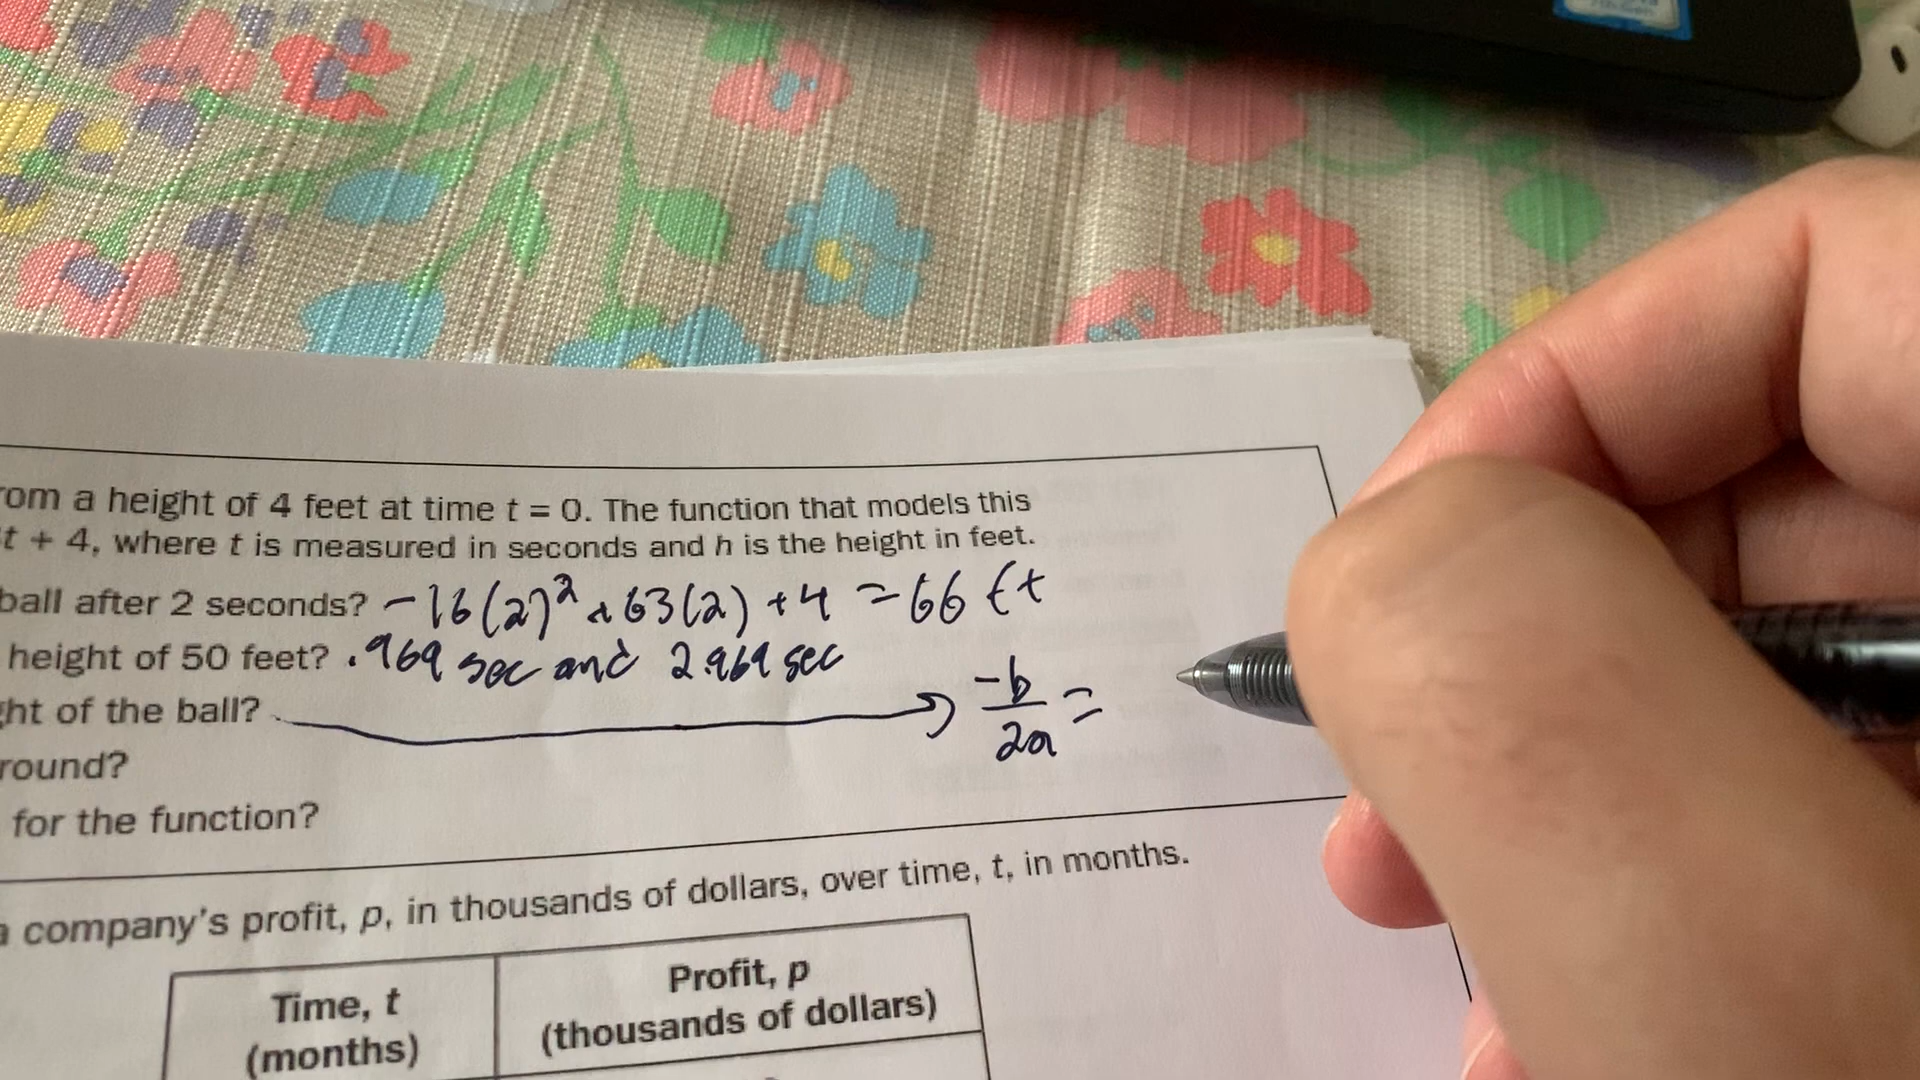 rom a height of 4 feet at time t = 0. The function that models this
t + 4, where t is measured in seconds and h is the height in feet.
ball after 2 seconds? -16(2)² + 63(2) + 4 = 66 ft
height of 50 feet? .969 sec and 2.969 sec
ght of the ball? → -b/2a =
round?
for the function?
a company's profit, p, in thousands of dollars, over time, t, in months.
Time, t
(months)
Profit, p
(thousands of dollars)